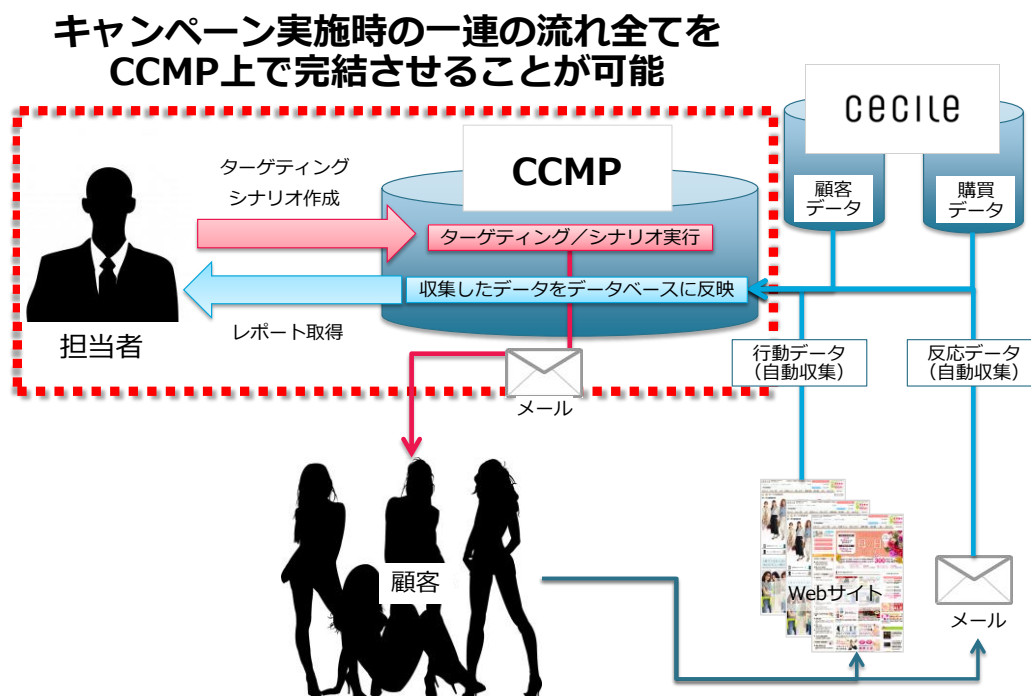 キャンペーン実施時の一連の流れ全てを
CCMP上で完結させることが可能
cecile
CCMP
ターゲティング
シナリオ作成
顧客
データ
購買
データ
ターゲティング／シナリオ実行
収集したデータをデータベースに反映
担当者
レポート取得
行動データ
（自動収集）
反応データ
（自動収集）
メール
顧客
Webサイト
メール